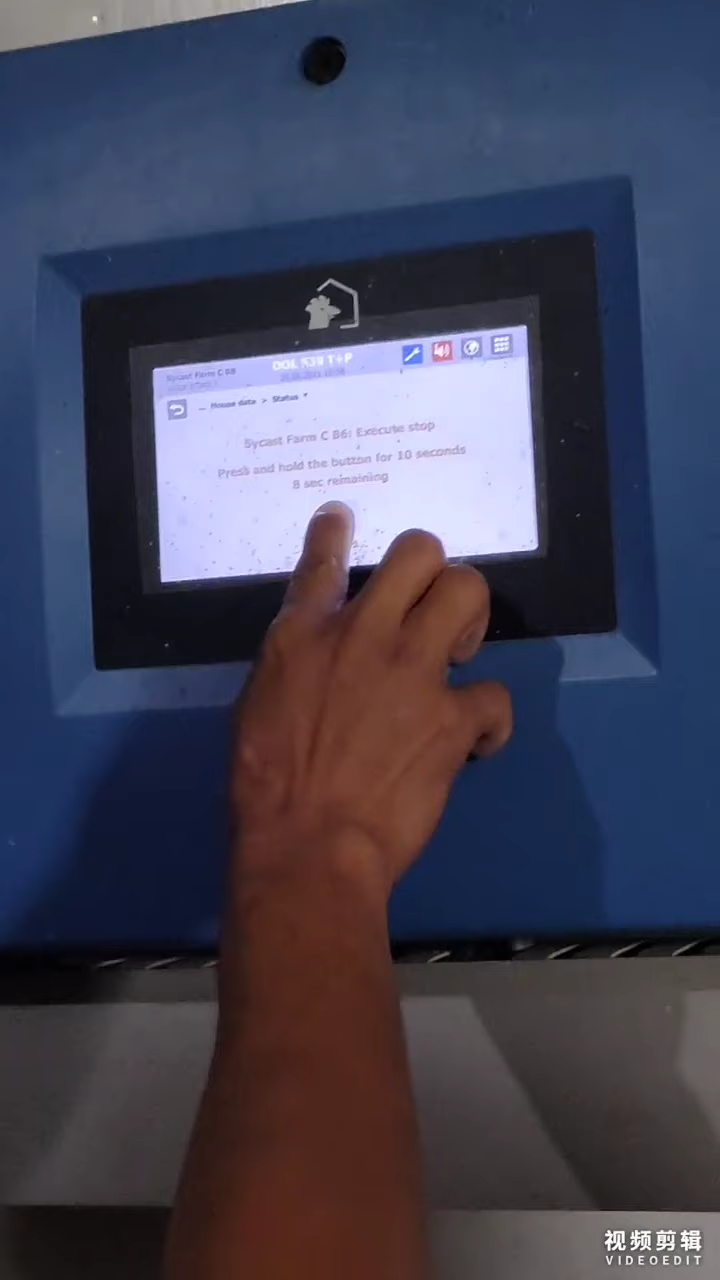 Sycast Farm C B6
DOL 539 T+P
House data > Status
Sycast Farm C B6: Execute stop
Press and hold the button for 10 seconds
8 sec remaining
视频剪辑
VIDEOEDIT